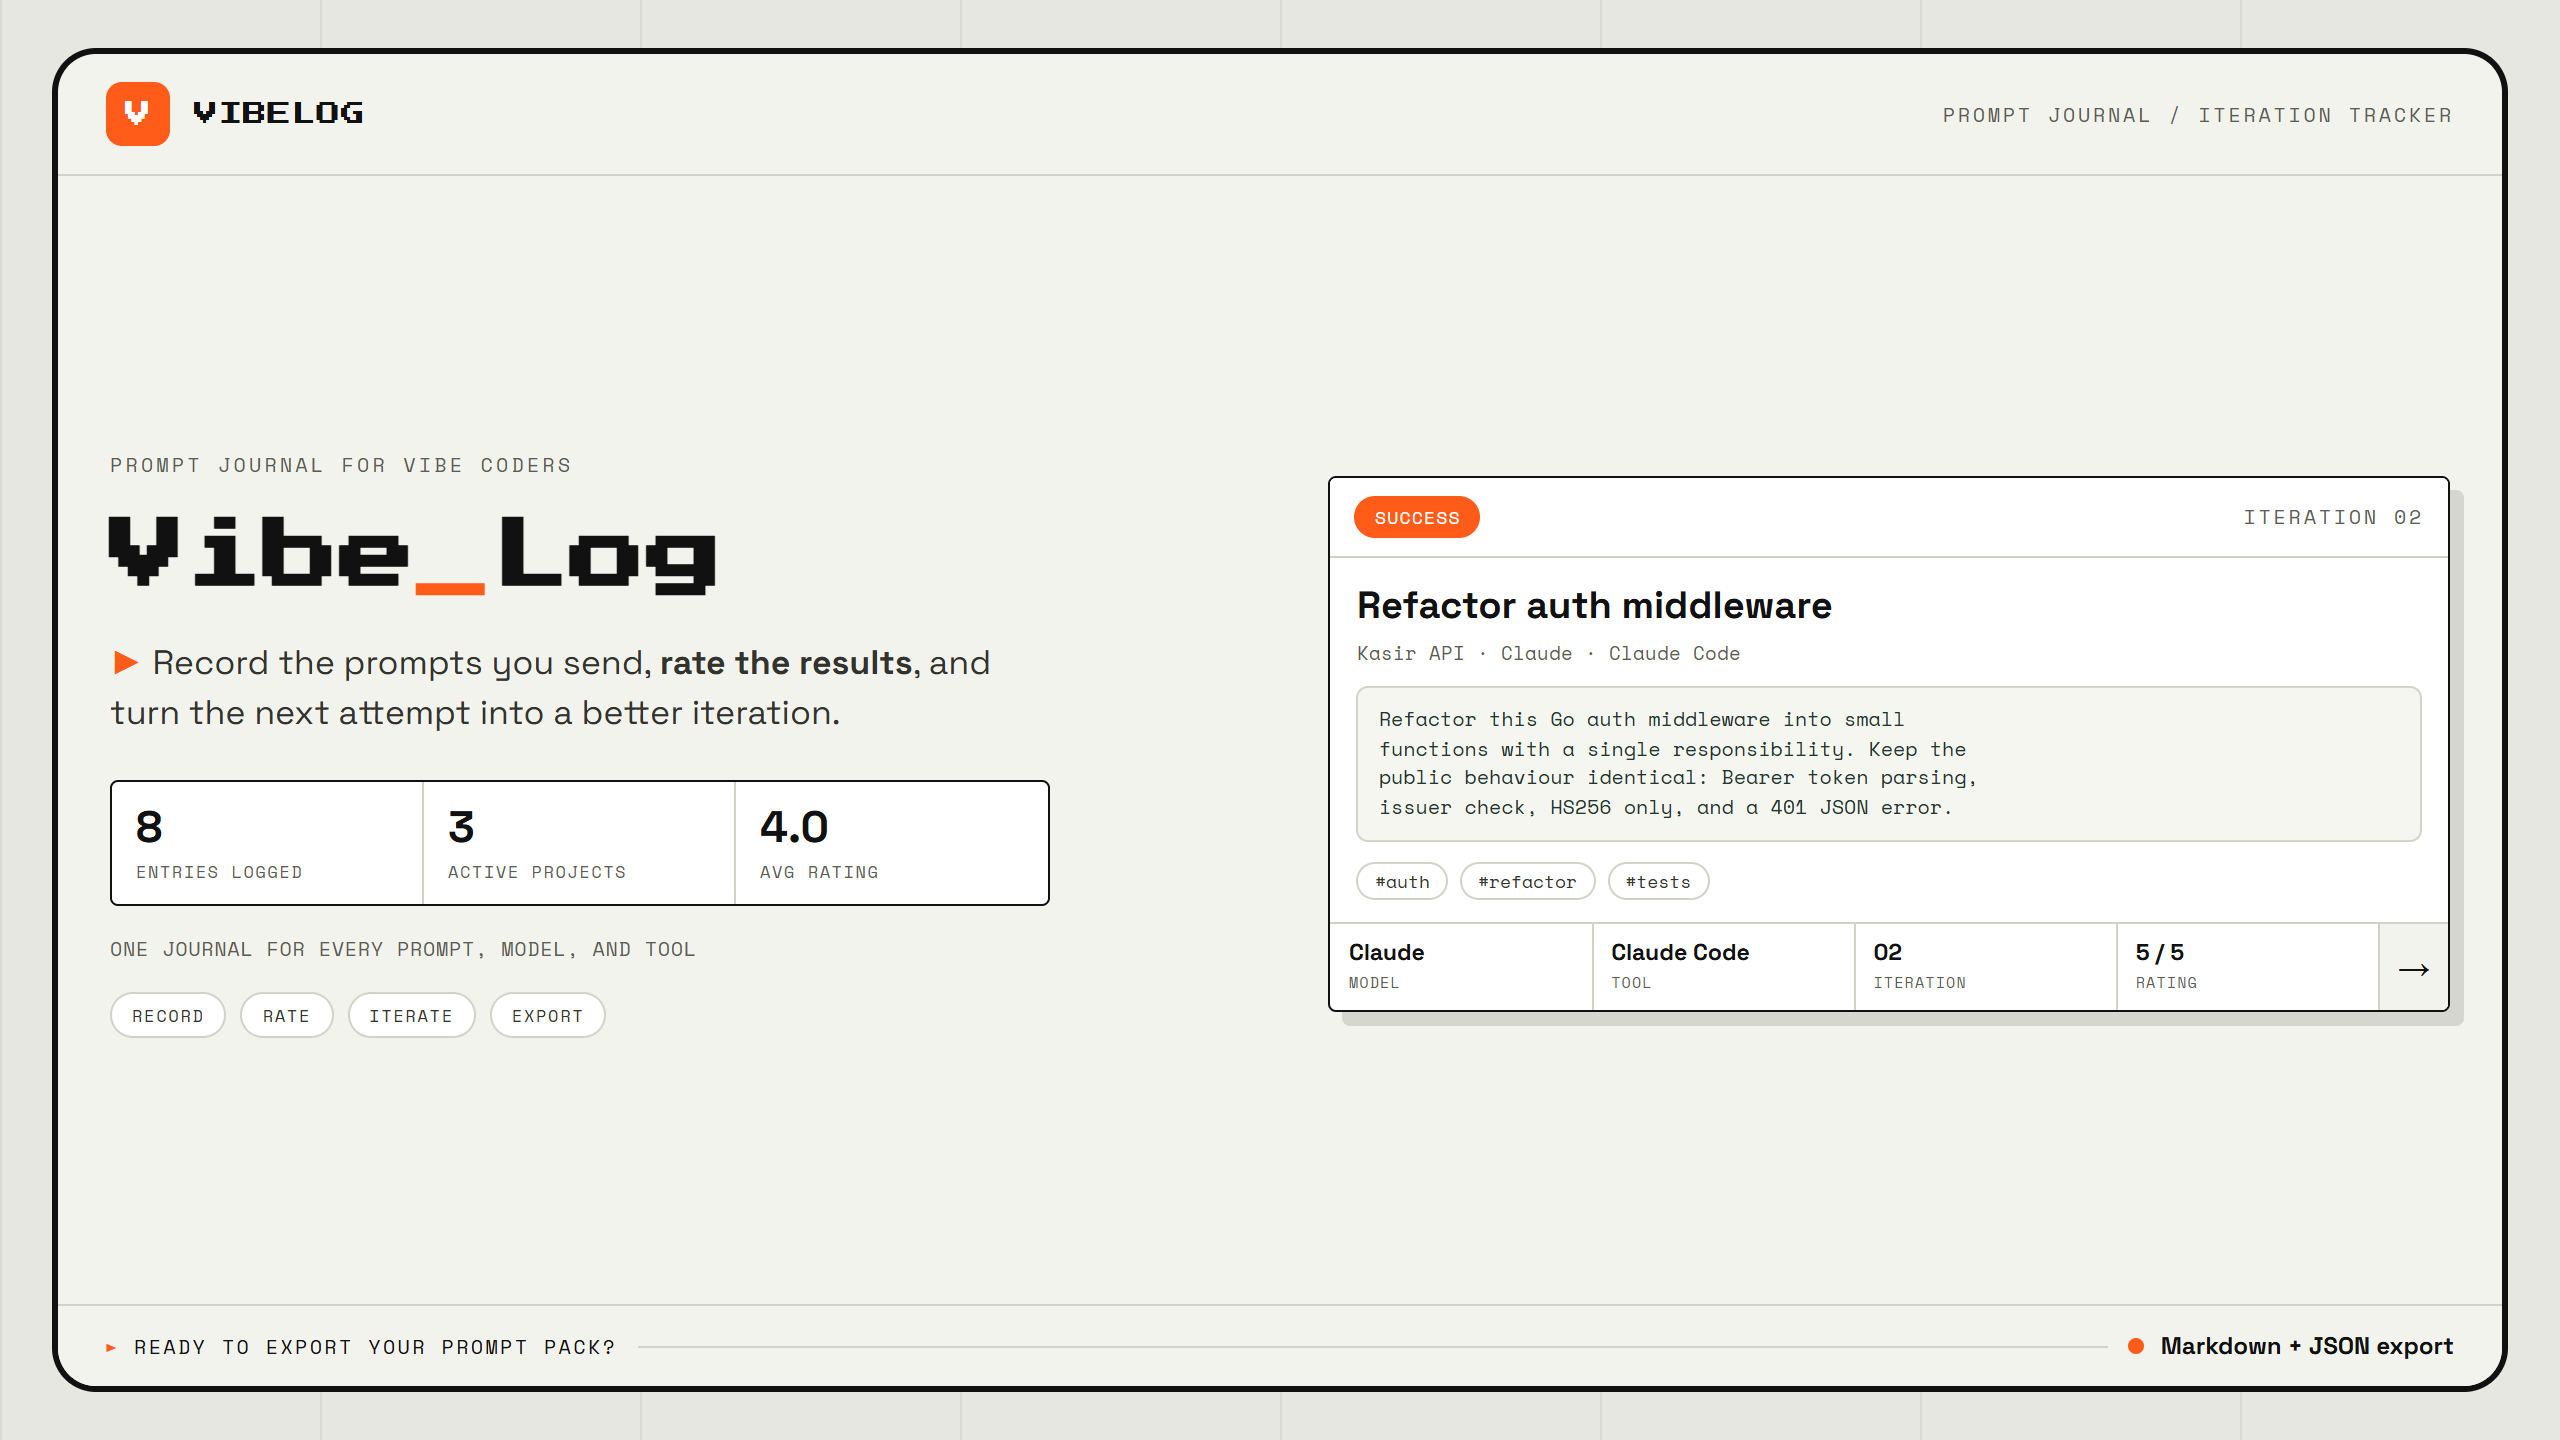 V VIBELOG
PROMPT JOURNAL / ITERATION TRACKER
PROMPT JOURNAL FOR VIBE CODERS
Vibe_Log
► Record the prompts you send, rate the results, and
turn the next attempt into a better iteration.
8
ENTRIES LOGGED
3
ACTIVE PROJECTS
4.0
AVG RATING
ONE JOURNAL FOR EVERY PROMPT, MODEL, AND TOOL
RECORD
RATE
ITERATE
EXPORT
SUCCESS
ITERATION 02
Refactor auth middleware
Kasir API · Claude · Claude Code
Refactor this Go auth middleware into small
functions with a single responsibility. Keep the
public behaviour identical: Bearer token parsing,
issuer check, HS256 only, and a 401 JSON error.
#auth
#refactor
#tests
Claude
MODEL
Claude Code
TOOL
02
ITERATION
5 / 5
RATING
→
► READY TO EXPORT YOUR PROMPT PACK?
Markdown + JSON export